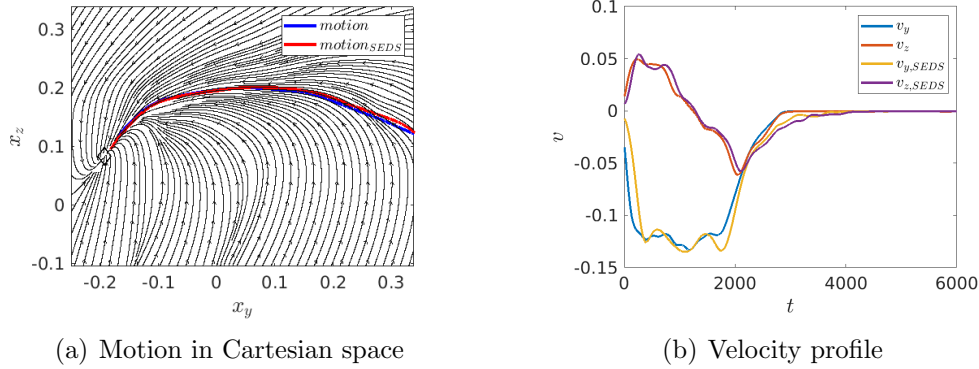 0.3
0.2
0.1
0
-0.1
-0.2
-0.1
0
0.1
0.2
0.3
x_z
x_y
motion
motion_SEDS
(a) Motion in Cartesian space
0.1
0.05
0
-0.05
-0.1
-0.15
0
2000
4000
6000
v
t
v_y
v_z
v_y,SEDS
v_z,SEDS
(b) Velocity profile